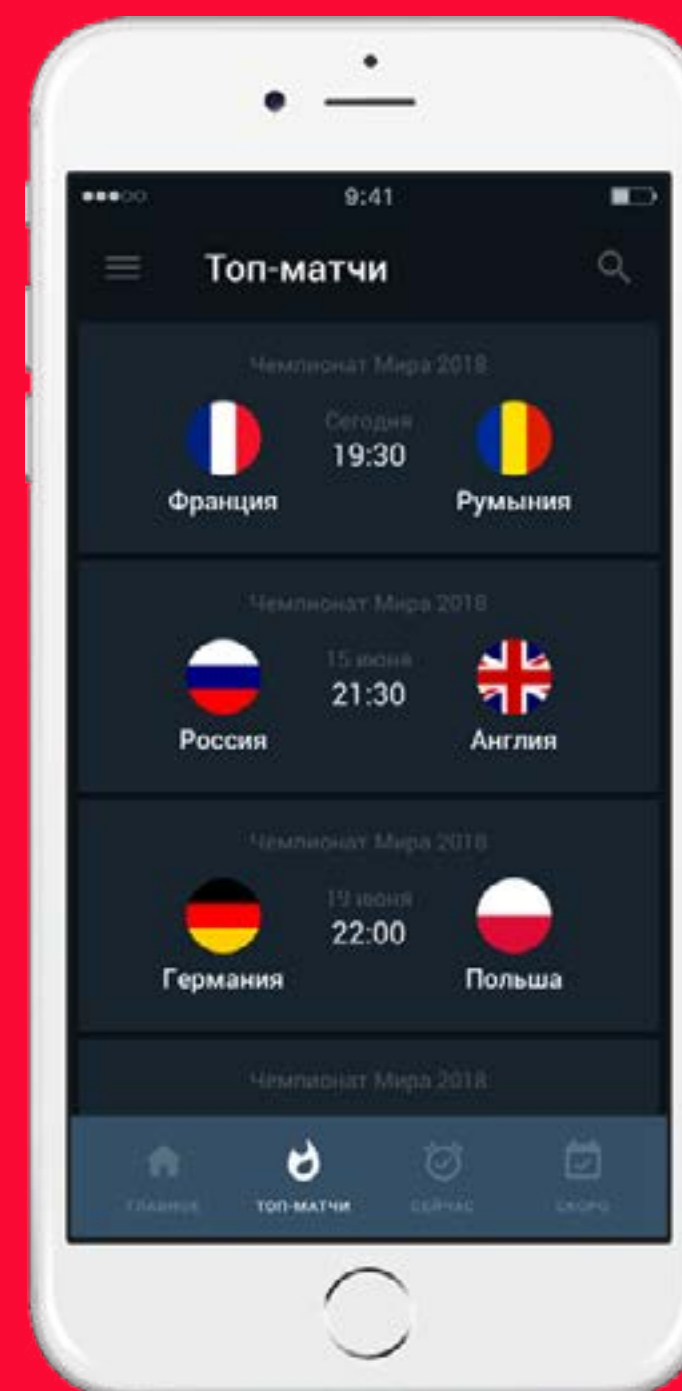 9:41
Топ-матчи
Чемпионат Мира 2018
Сегодня
19:30
Франция
Румыния
Чемпионат Мира 2018
15 июня
21:30
Россия
Англия
Чемпионат Мира 2018
19 июня
22:00
Германия
Польша
Чемпионат Мира 2018
ГЛАВНОЕ
ТОП-МАТЧИ
СЕЙЧАС
СКОРО